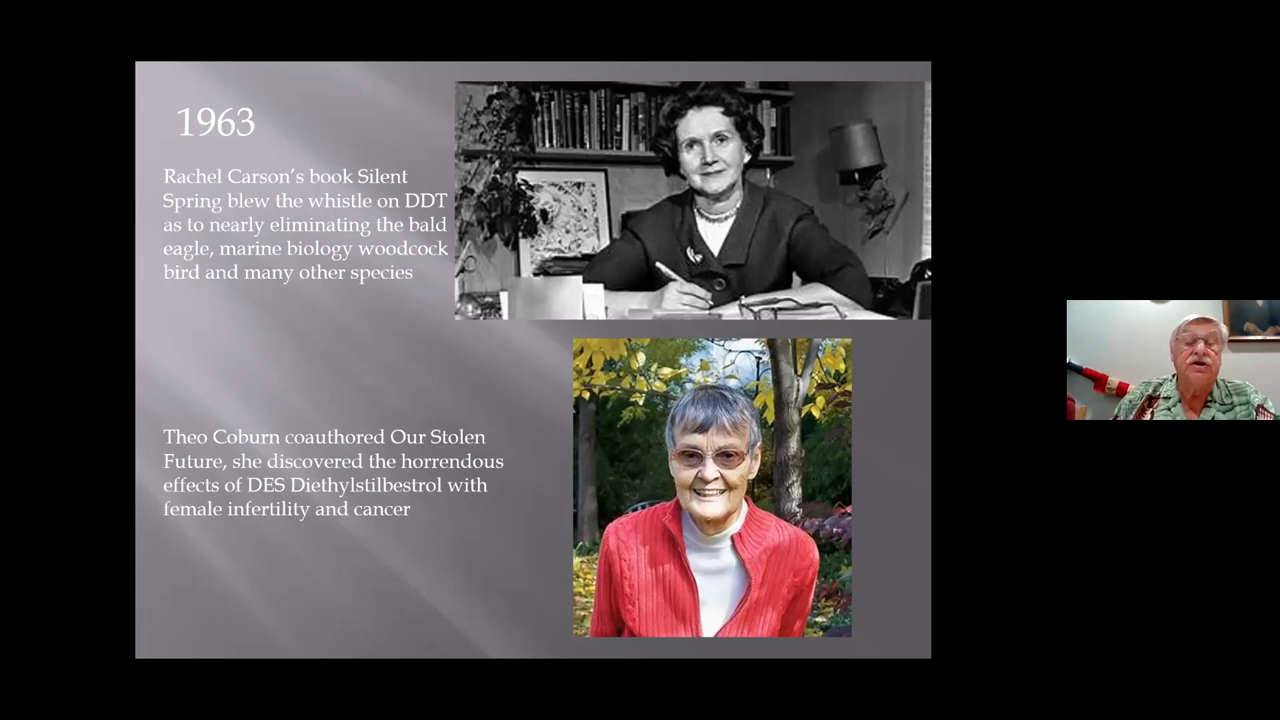 1963
Rachel Carson’s book Silent
Spring blew the whistle on DDT
as to nearly eliminating the bald
eagle, marine biology woodcock
bird and many other species
Theo Coburn coauthored Our Stolen
Future, she discovered the horrendous
effects of DES Diethylstilbestrol with
female infertility and cancer